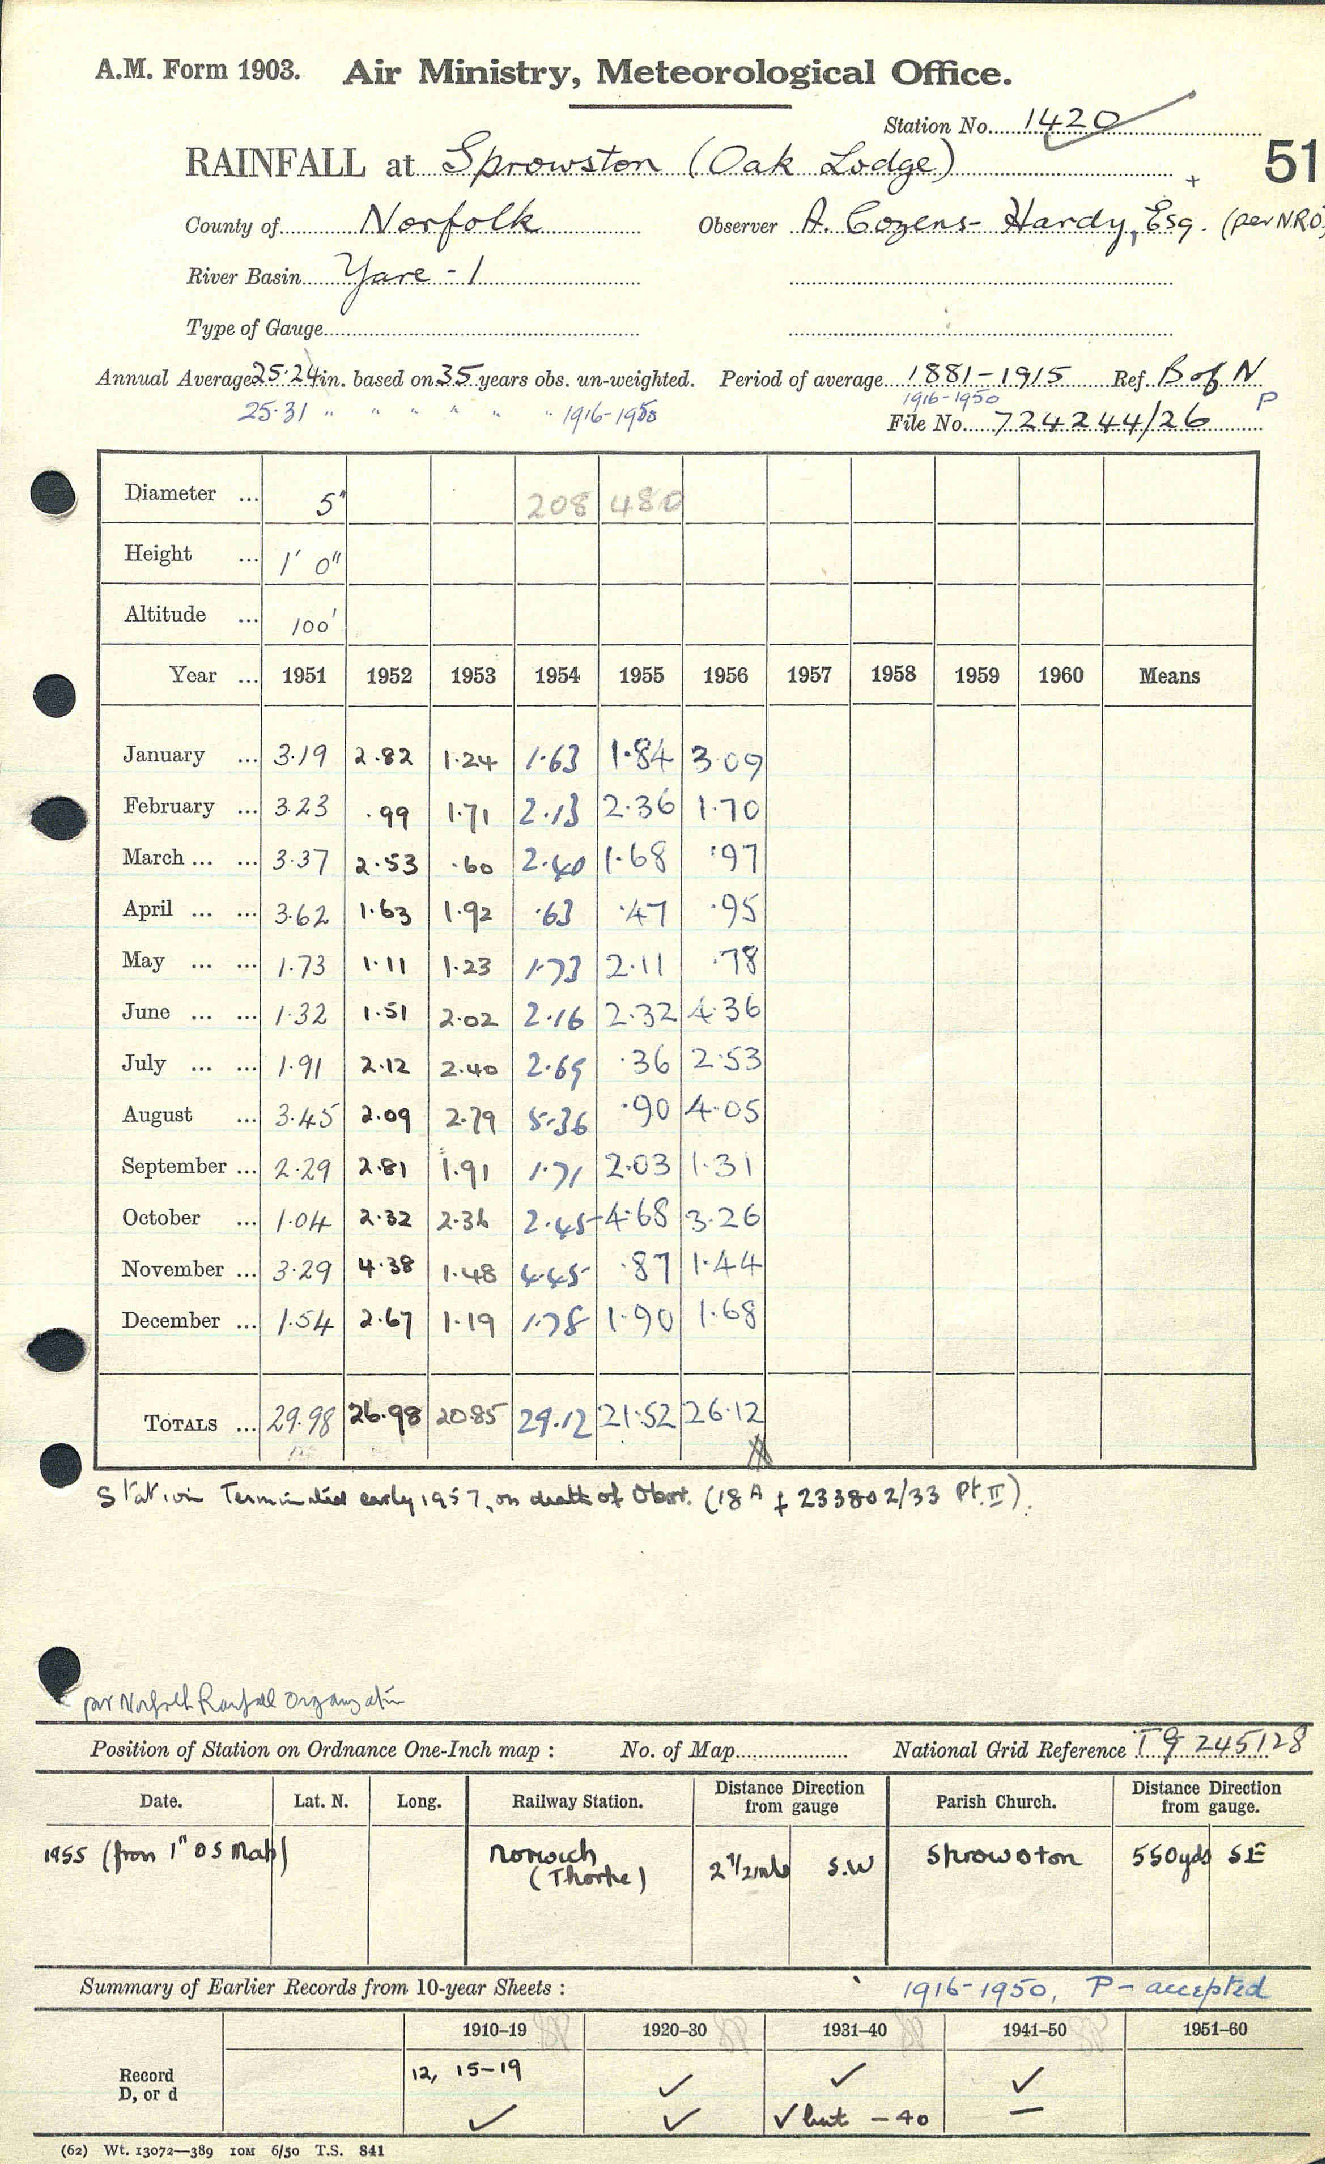 A.M. Form 1903. Air Ministry, Meteorological Office.
Station No. 1420
RAINFALL at Sprowston (Oak Lodge) + 51
County of Norfolk Observer A. Cozens-Hardy, Esq. (per N.R.O)
River Basin Yare - 1
Type of Gauge
Annual Average 25.24 in. based on 35 years obs. un-weighted. Period of average 1881-1915 Ref. B of N
25.31 " " " " " " 1916-1950 1916-1950 P
File No. 724244/26
Diameter ... 5" 208 480
Height ... 1' 0"
Altitude ... 100'
Year ... 1951 1952 1953 1954 1955 1956 1957 1958 1959 1960 Means
January ... 3.19 2.82 1.24 1.63 1.84 3.09
February ... 3.23 .99 1.71 2.13 2.36 1.70
March ... ... 3.37 2.53 .60 2.40 1.68 .97
April ... ... 3.62 1.63 1.92 .63 .47 .95
May ... ... 1.73 1.11 1.23 1.73 2.11 .78
June ... ... 1.32 1.51 2.02 2.16 2.32 4.36
July ... ... 1.91 2.12 2.40 2.69 .36 2.53
August ... 3.45 2.09 2.79 5.36 .90 4.05
September ... 2.29 2.81 1.91 1.71 2.03 1.31
October ... 1.04 2.32 2.36 2.45 4.68 3.26
November ... 3.29 4.38 1.48 4.45 .87 1.44
December ... 1.54 2.67 1.19 1.78 1.90 1.68
TOTALS ... 29.98 26.98 20.85 29.12 21.52 26.12
Station Terminated early 1957, on death of Obsr. (18A f 233802/33 Pt. II).
per Norfolk Rainfall Organization
Position of Station on Ordnance One-Inch map : No. of Map National Grid Reference TG 245128
Date. Lat. N. Long. Railway Station. Distance Direction from gauge Parish Church. Distance Direction from gauge.
1955 (from 1" OS Map) Norwich (Thorpe) 2 1/2 mls S.W Sprowston 550yds SE
Summary of Earlier Records from 10-year Sheets : 1916-1950, P - accepted
1910–19 1920–30 1931–40 1941–50 1951–60
Record D, or d 12, 15-19 ✓ ✓ ✓
✓ ✓ ✓ but -40 —
(62) Wt. 13072—389 10M 6/50 T.S. 841